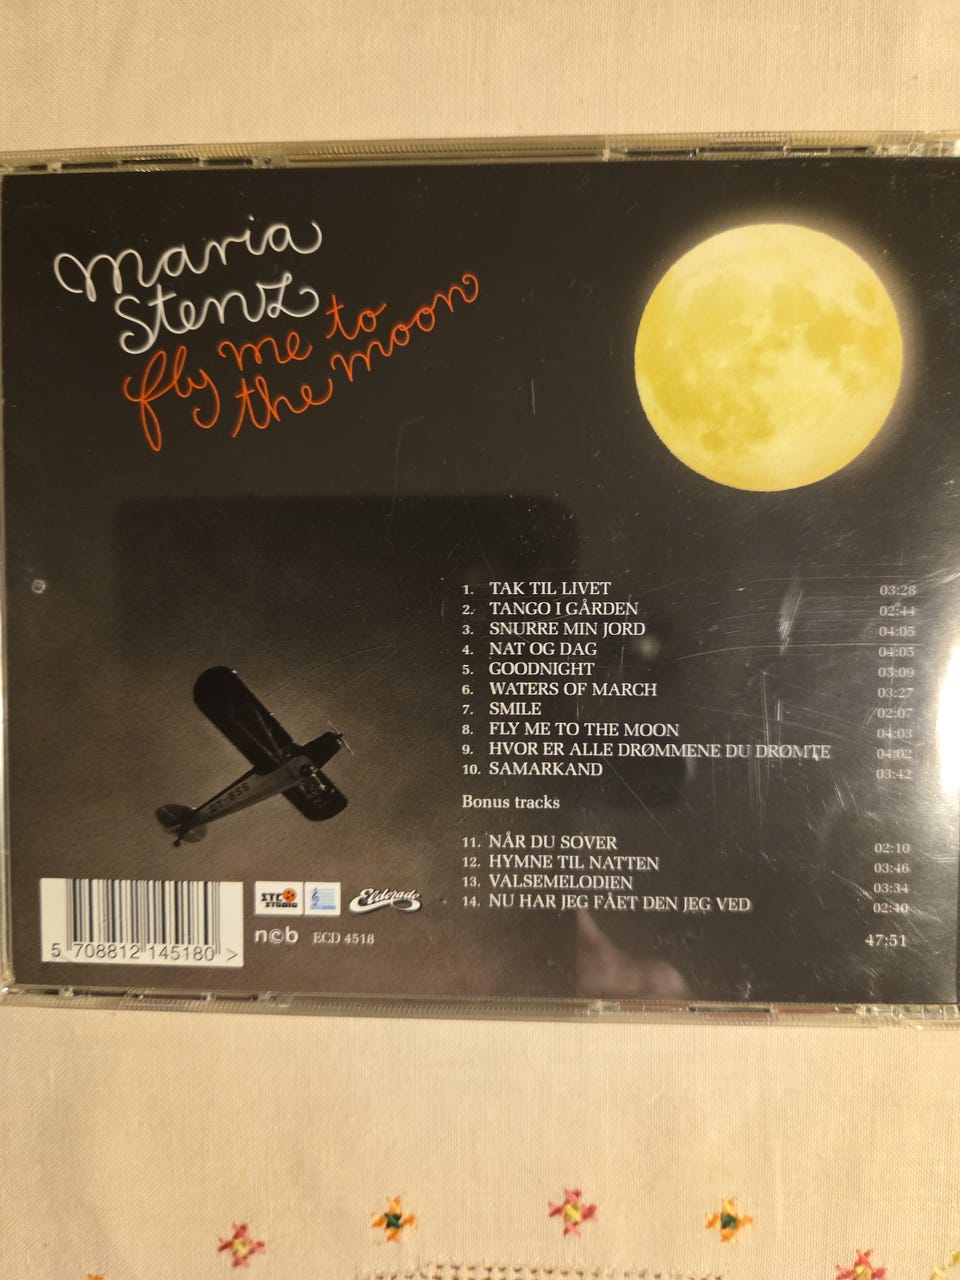 maria
stenz
fly me to
the moon
1. TAK TIL LIVET 03:28
2. TANGO I GÅRDEN 02:44
3. SNURRE MIN JORD 04:05
4. NAT OG DAG 04:05
5. GOODNIGHT 03:09
6. WATERS OF MARCH 03:27
7. SMILE 02:07
8. FLY ME TO THE MOON 04:03
9. HVOR ER ALLE DRØMMENE DU DRØMTE 04:02
10. SAMARKAND 03:42
Bonus tracks
11. NÅR DU SOVER 02:10
12. HYMNE TIL NATTEN 03:46
13. VALSEMELODIEN 03:34
14. NU HAR JEG FÅET DEN JEG VED 02:40
47:51
STUDIO
Eldorado
n©b ECD 4518
5 708812 145180 >